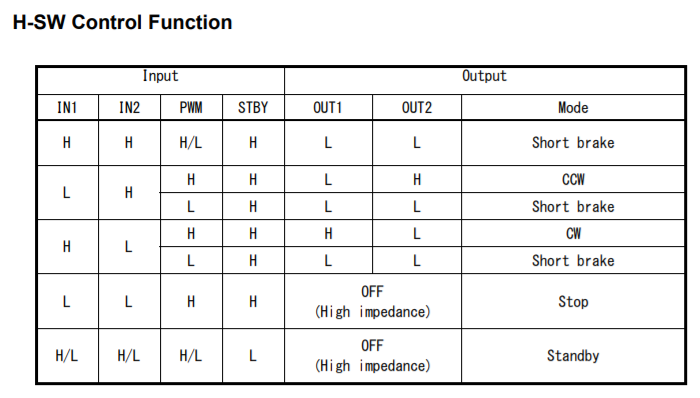 H-SW Control Function
Input Output
IN1 IN2 PWM STBY OUT1 OUT2 Mode
H H H/L H L L Short brake
L H H H L H CCW
L H L L Short brake
H L H H H L CW
L H L L Short brake
L L H H OFF (High impedance) Stop
H/L H/L H/L L OFF (High impedance) Standby